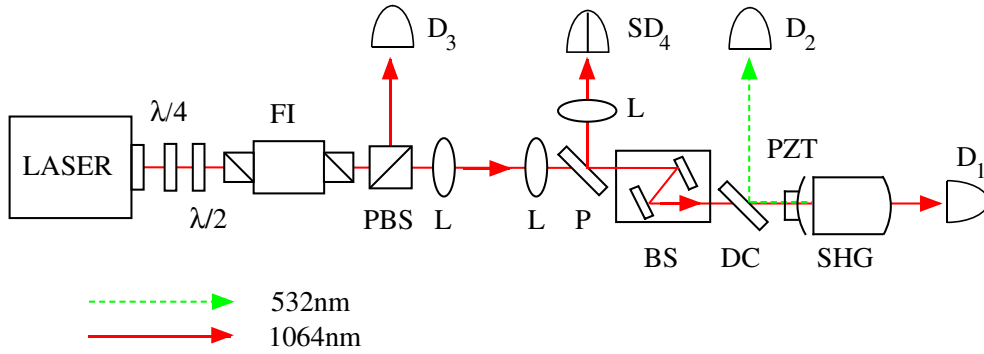 D3
SD4
D2
λ/4
FI
L
PZT
D1
LASER
λ/2
PBS
L
L
P
BS
DC
SHG
532nm
1064nm